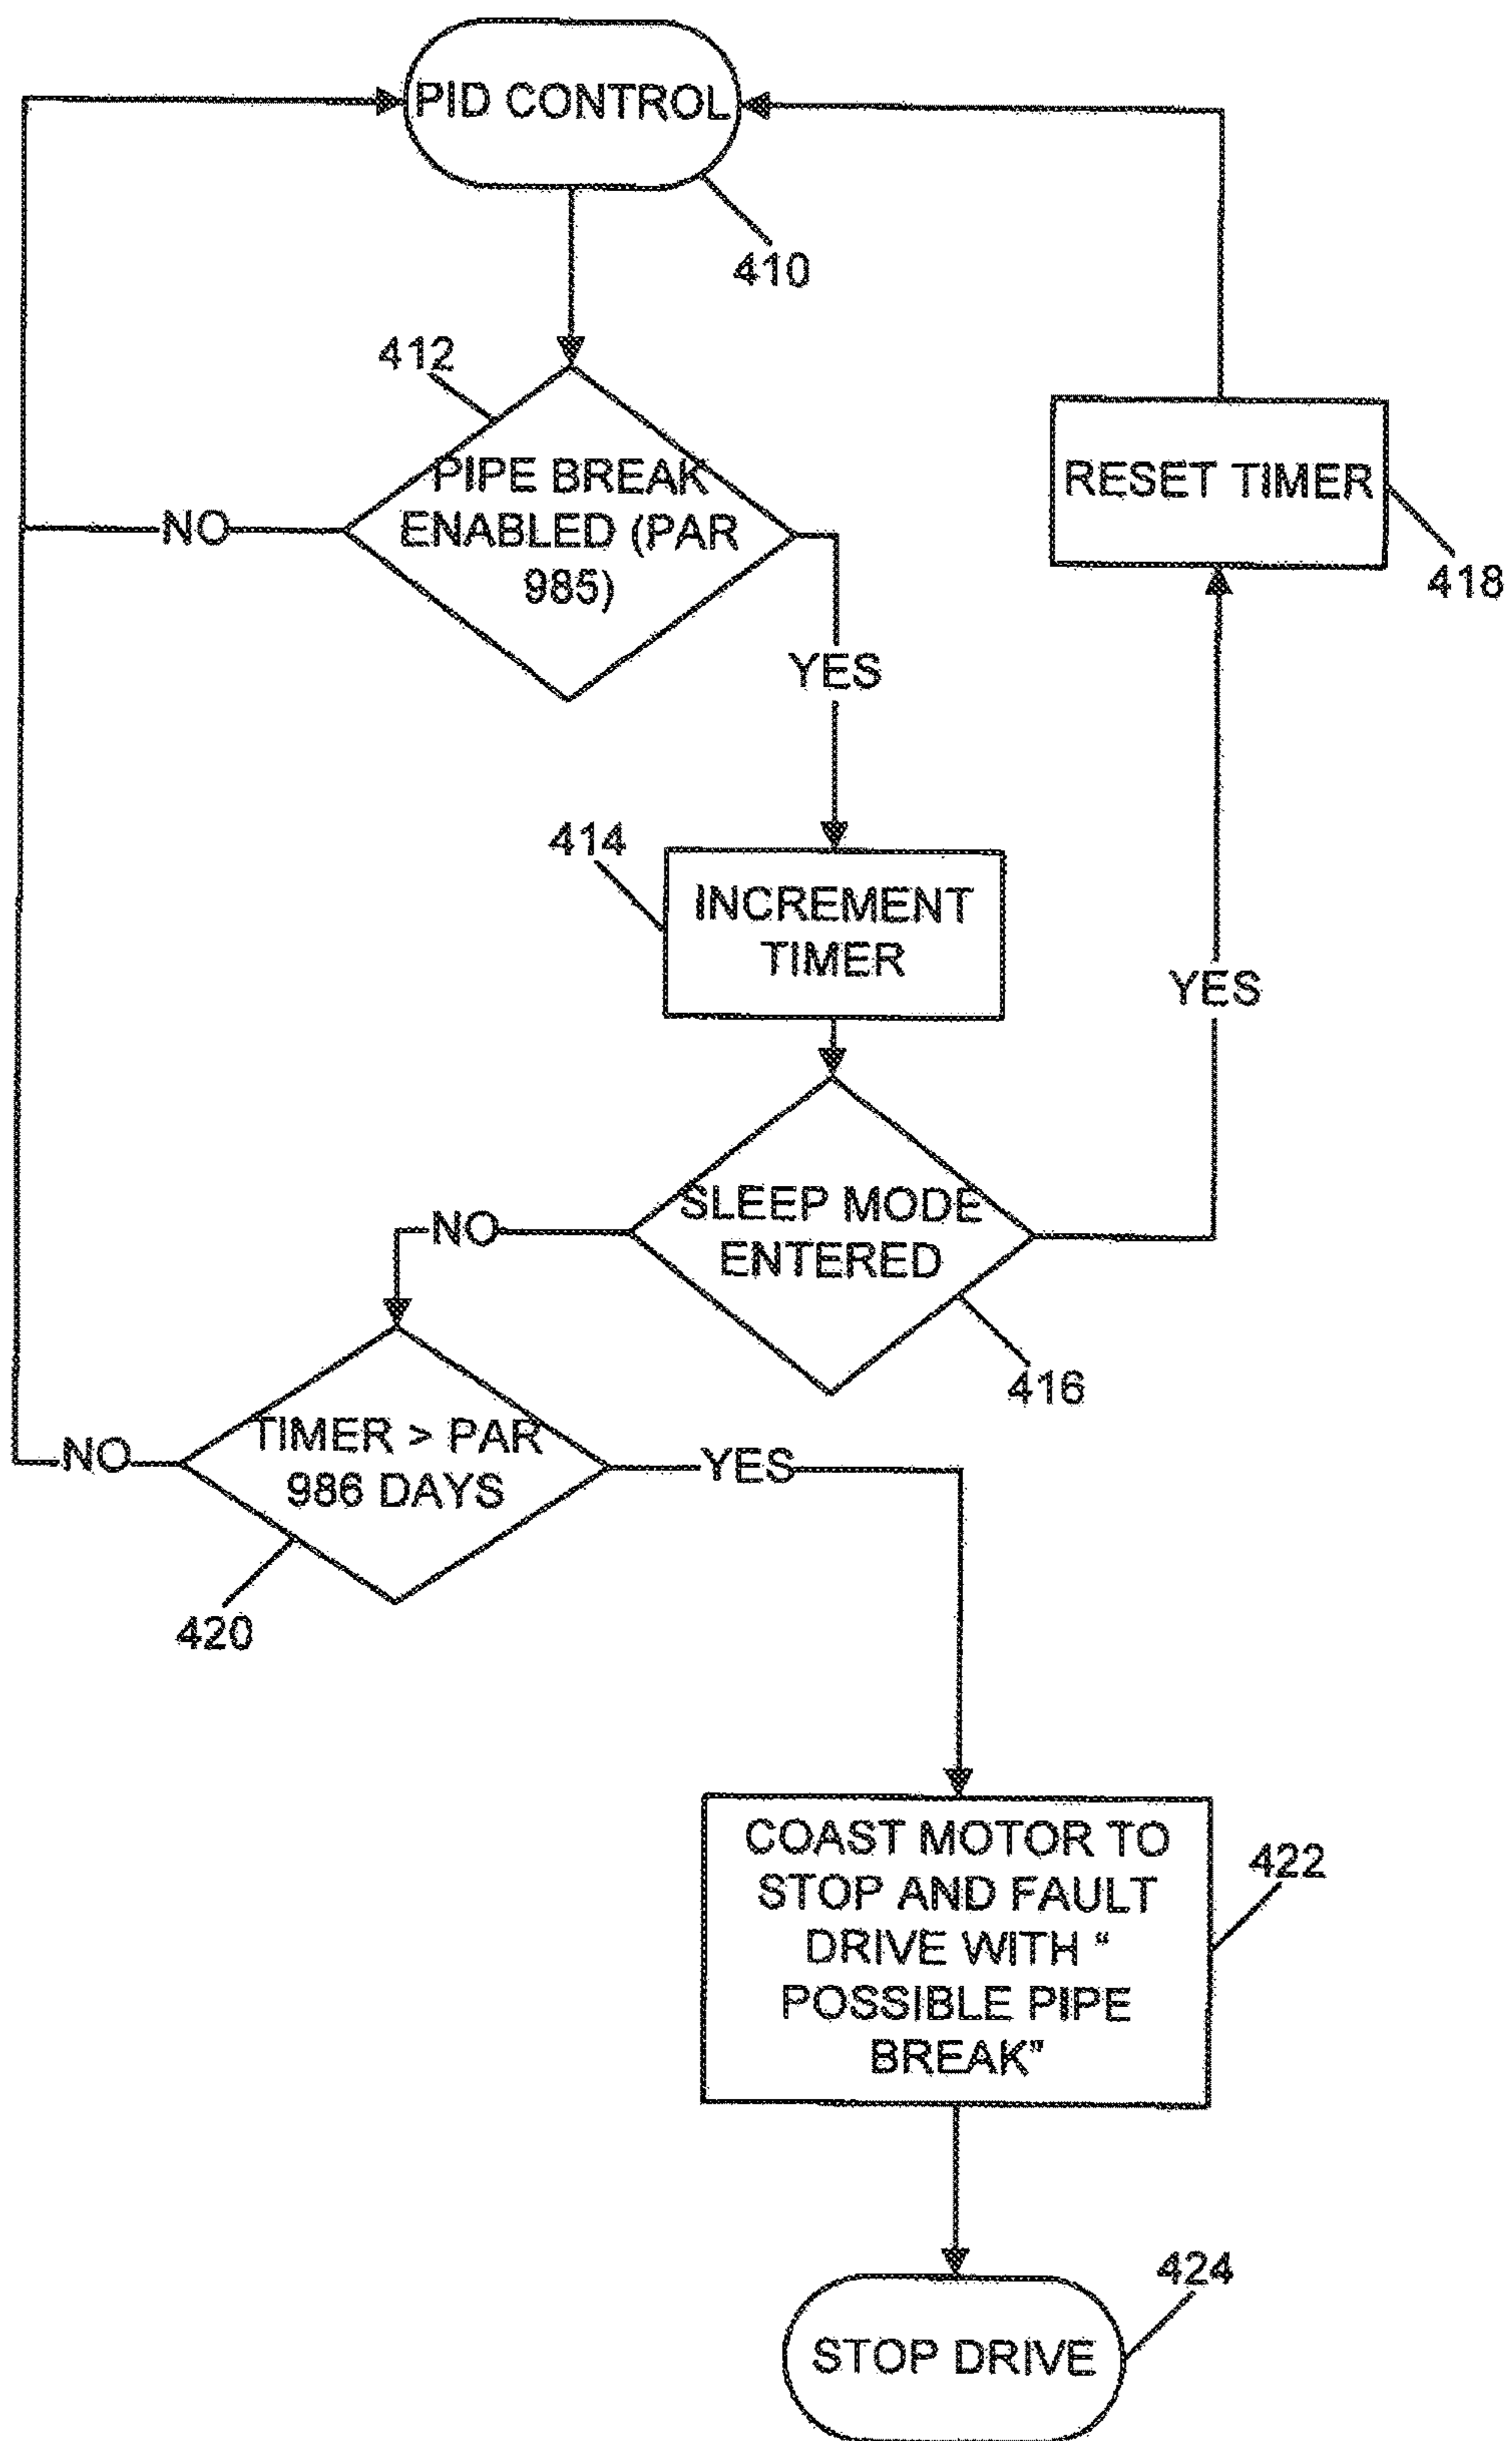 PID CONTROL
410
412
PIPE BREAK
ENABLED (PAR
985)
NO
YES
RESET TIMER
418
414
INCREMENT
TIMER
YES
SLEEP MODE
ENTERED
NO
416
TIMER > PAR
986 DAYS
NO
YES
420
COAST MOTOR TO
STOP AND FAULT
DRIVE WITH “
POSSIBLE PIPE
BREAK”
422
424
STOP DRIVE